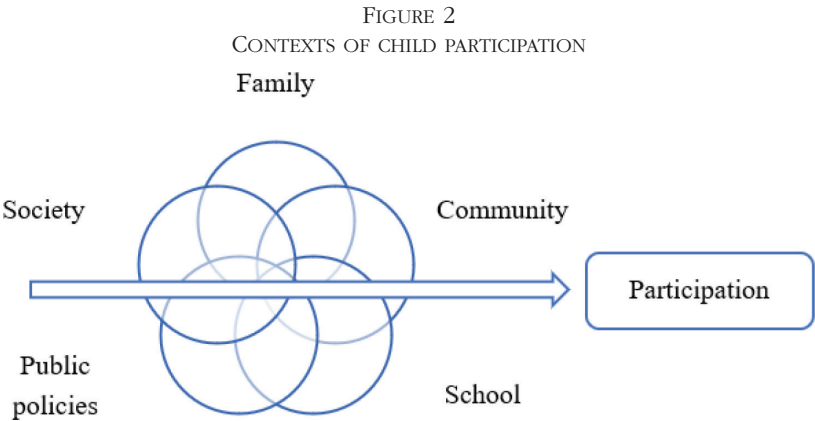 FIGURE 2
CONTEXTS OF CHILD PARTICIPATION
Family
Society
Community
Participation
Public
policies
School